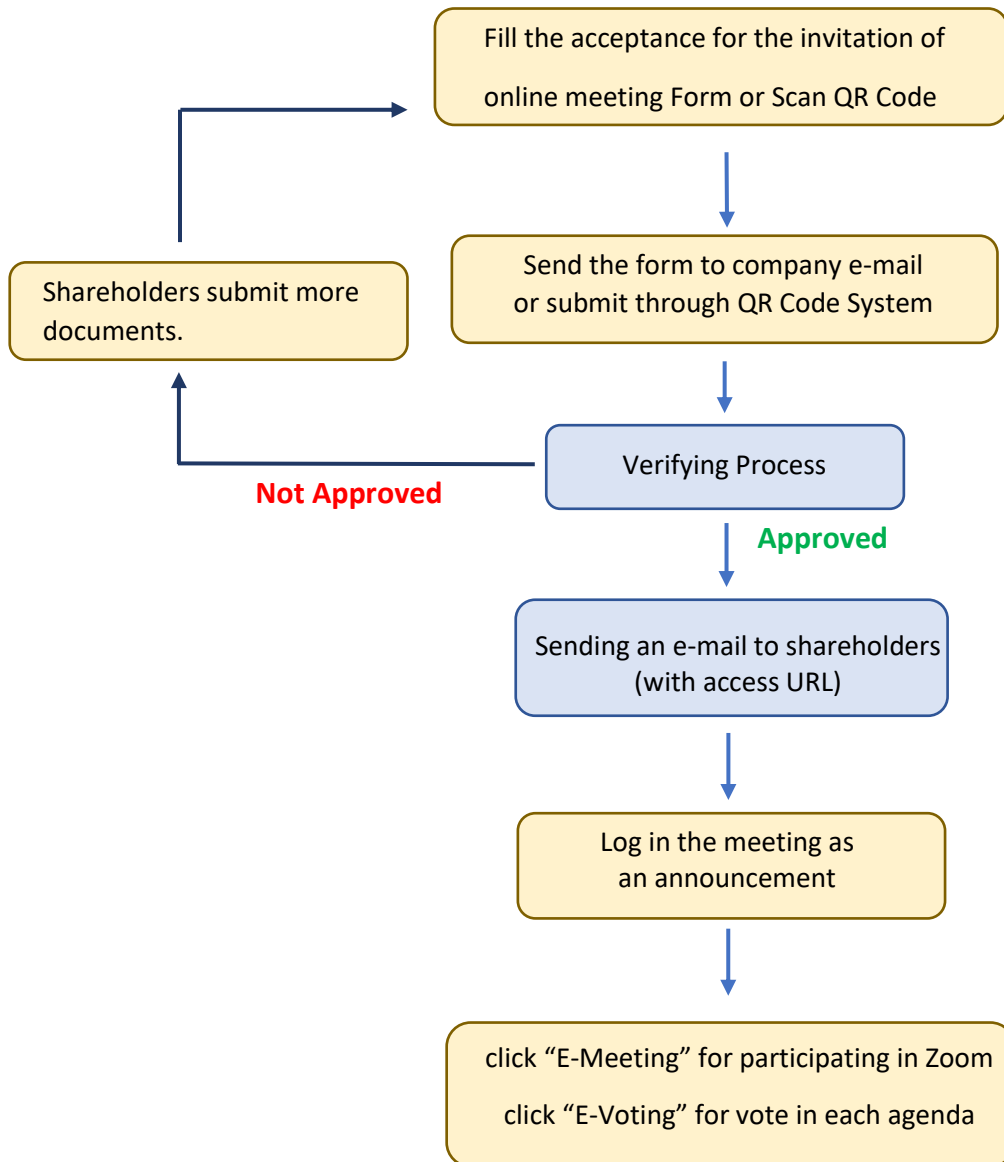 Fill the acceptance for the invitation of
online meeting Form or Scan QR Code
Send the form to company e-mail
or submit through QR Code System
Shareholders submit more
documents.
Verifying Process
Not Approved
Approved
Sending an e-mail to shareholders
(with access URL)
Log in the meeting as
an announcement
click “E-Meeting” for participating in Zoom
click “E-Voting” for vote in each agenda